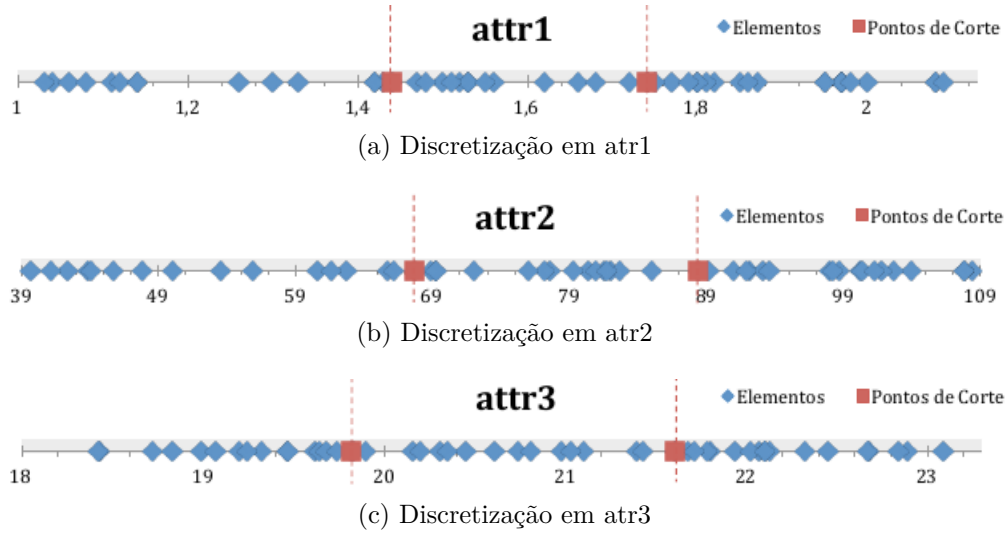 attr1
Elementos Pontos de Corte
1 1,2 1,4 1,6 1,8 2
(a) Discretização em atr1
attr2
Elementos Pontos de Corte
39 49 59 69 79 89 99 109
(b) Discretização em atr2
attr3
Elementos Pontos de Corte
18 19 20 21 22 23
(c) Discretização em atr3